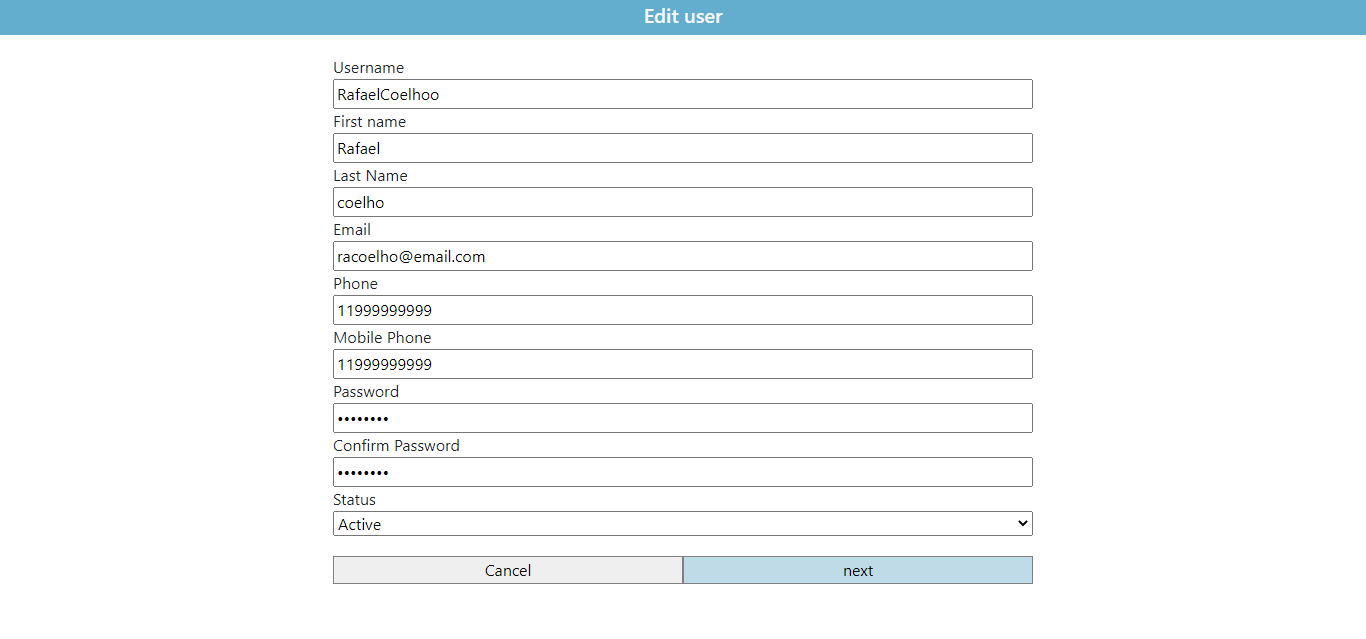 Edit user
Username
RafaelCoelhoo
First name
Rafael
Last Name
coelho
Email
racoelho@email.com
Phone
11999999999
Mobile Phone
11999999999
Password
••••••••
Confirm Password
••••••••
Status
Active
Cancel next